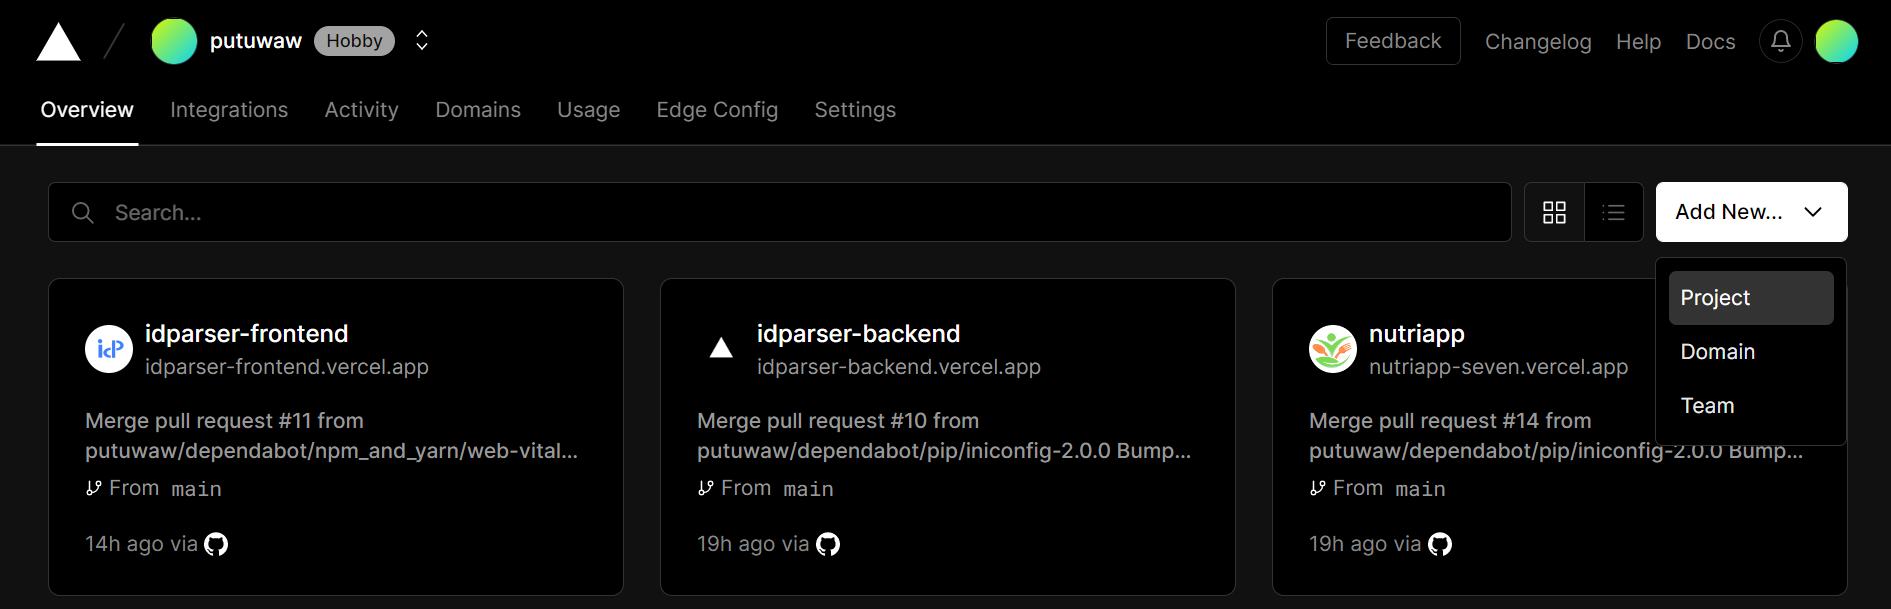 putuwaw Hobby
Feedback Changelog Help Docs
Overview Integrations Activity Domains Usage Edge Config Settings
Search...
Add New...
Project
Domain
Team
idparser-frontend
idparser-frontend.vercel.app
Merge pull request #11 from
putuwaw/dependabot/npm_and_yarn/web-vital...
From main
14h ago via
idparser-backend
idparser-backend.vercel.app
Merge pull request #10 from
putuwaw/dependabot/pip/iniconfig-2.0.0 Bump...
From main
19h ago via
nutriapp
nutriapp-seven.vercel.app
Merge pull request #14 from
putuwaw/dependabot/pip/iniconfig-2.0.0 Bump...
From main
19h ago via